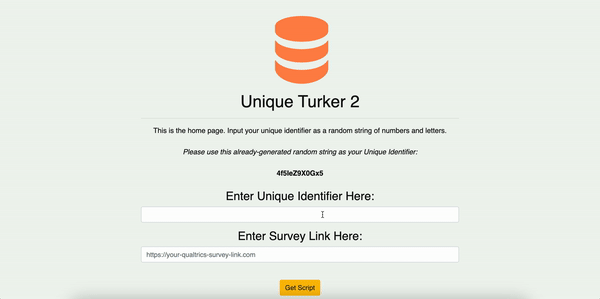 Unique Turker 2
This is the home page. Input your unique identifier as a random string of numbers and letters.
Please use this already-generated random string as your Unique Identifier:
4f5IeZ9X0Gx5
Enter Unique Identifier Here:
Enter Survey Link Here:
https://your-qualtrics-survey-link.com
Get Script